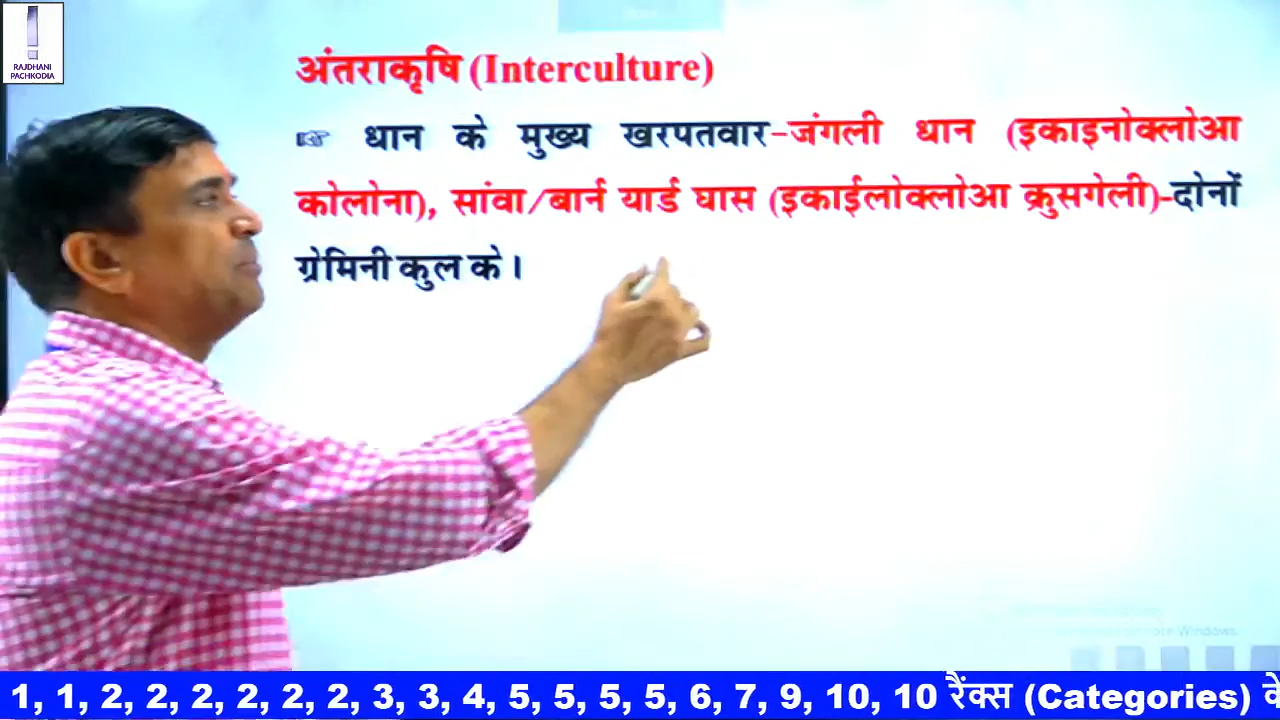 RAJDHANI
PACHKODIA
अंतराकृषि (Interculture)
☞ धान के मुख्य खरपतवार-जंगली धान (इकाइनोक्लोआ
कोलोना), सांवा/बार्न यार्ड घास (इकाईलोक्लोआ क्रुसगेली)-दोनों
ग्रेमिनी कुल के ।
1, 1, 2, 2, 2, 2, 2, 2, 3, 3, 4, 5, 5, 5, 5, 6, 7, 9, 10, 10 रैंक्स (Categories) के